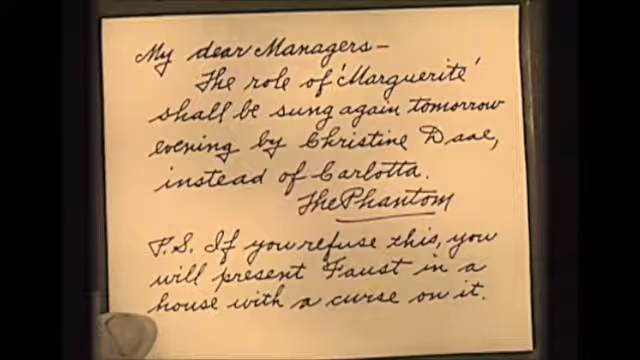 My dear Managers—
The role of 'Marguerite'
shall be sung again tomorrow
evening by Christine Daae,
instead of Carlotta.
The Phantom
P.S. If you refuse this, you
will present Faust in a
house with a curse on it.